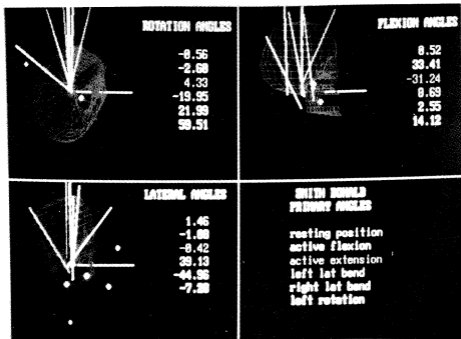 ROTATION ANGLES
-0.56
-2.60
4.33
-19.95
21.99
59.51
FLEXION ANGLES
0.52
33.41
-31.24
0.69
2.55
14.12
LATERAL ANGLES
1.46
-1.00
-0.42
39.13
-44.96
-7.20
SMITH RONALD
PRIMARY ANGLES
resting position
active flexion
active extension
left lat bend
right lat bend
left rotation